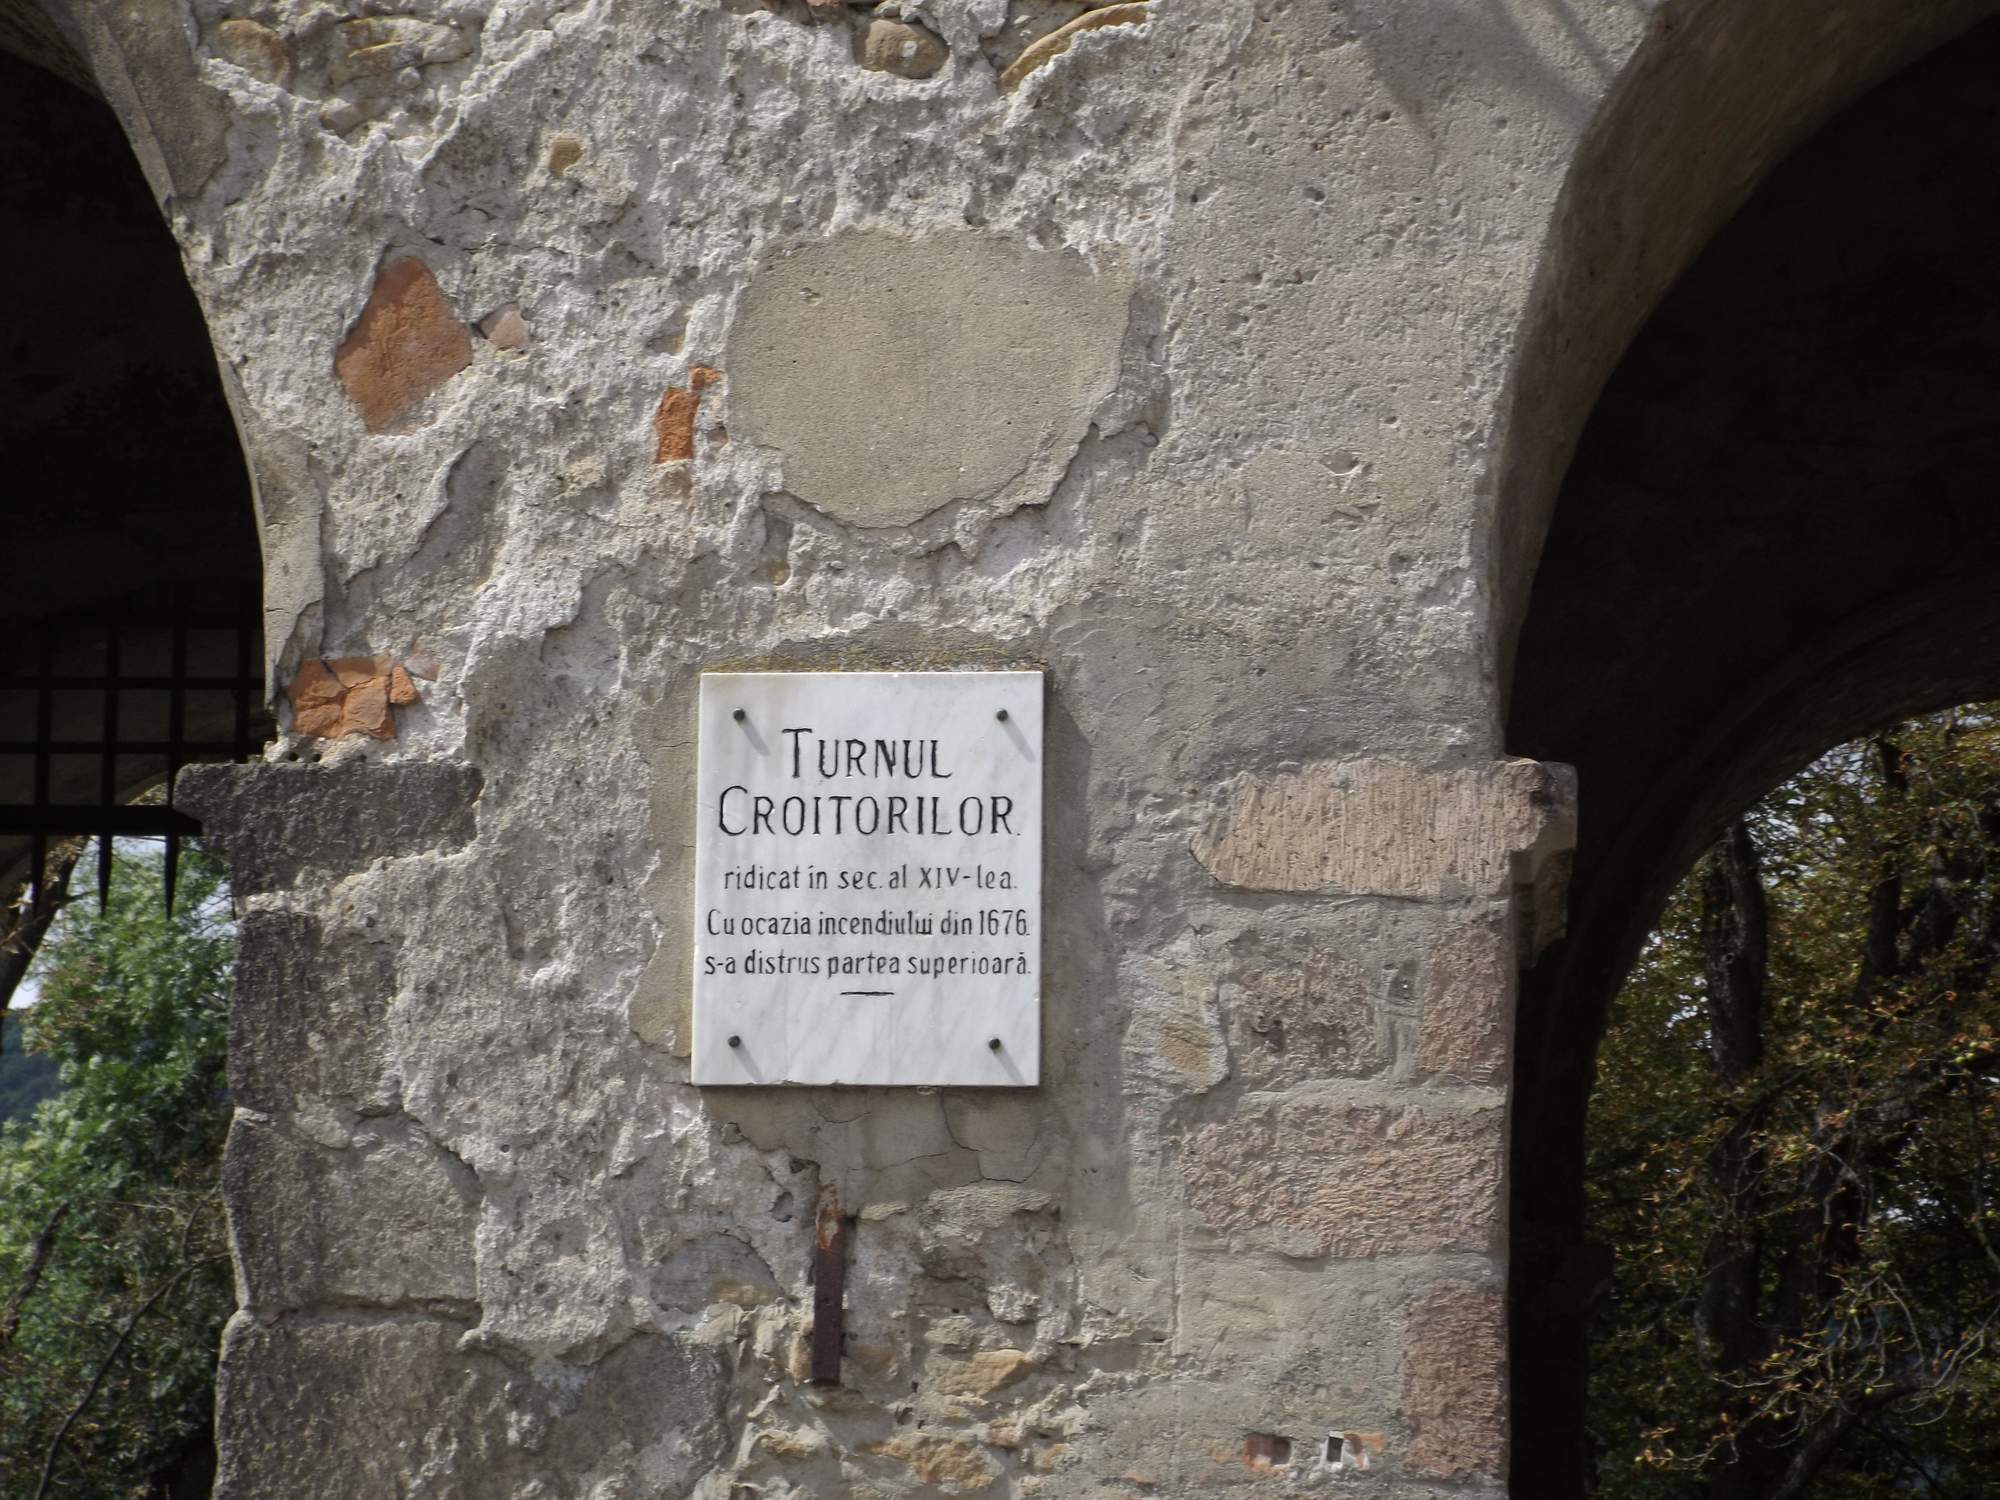 TURNUL
CROITORILOR.
ridicat în sec. al XIV-lea.
Cu ocazia incendiului din 1676.
s-a distrus partea superioară.